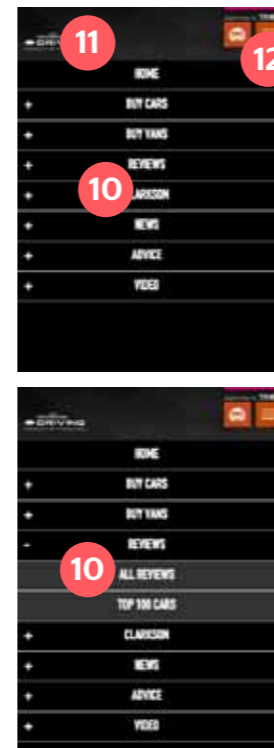 11
12
HOME
+ BUY CARS
+ BUY VANS
+ REVIEWS
+ 10 CLARKSON
+ NEWS
+ ADVICE
+ VIDEO
DRIVING
HOME
+ BUY CARS
+ BUY VANS
- REVIEWS
10 ALL REVIEWS
TOP 100 CARS
+ CLARKSON
+ NEWS
+ ADVICE
+ VIDEO